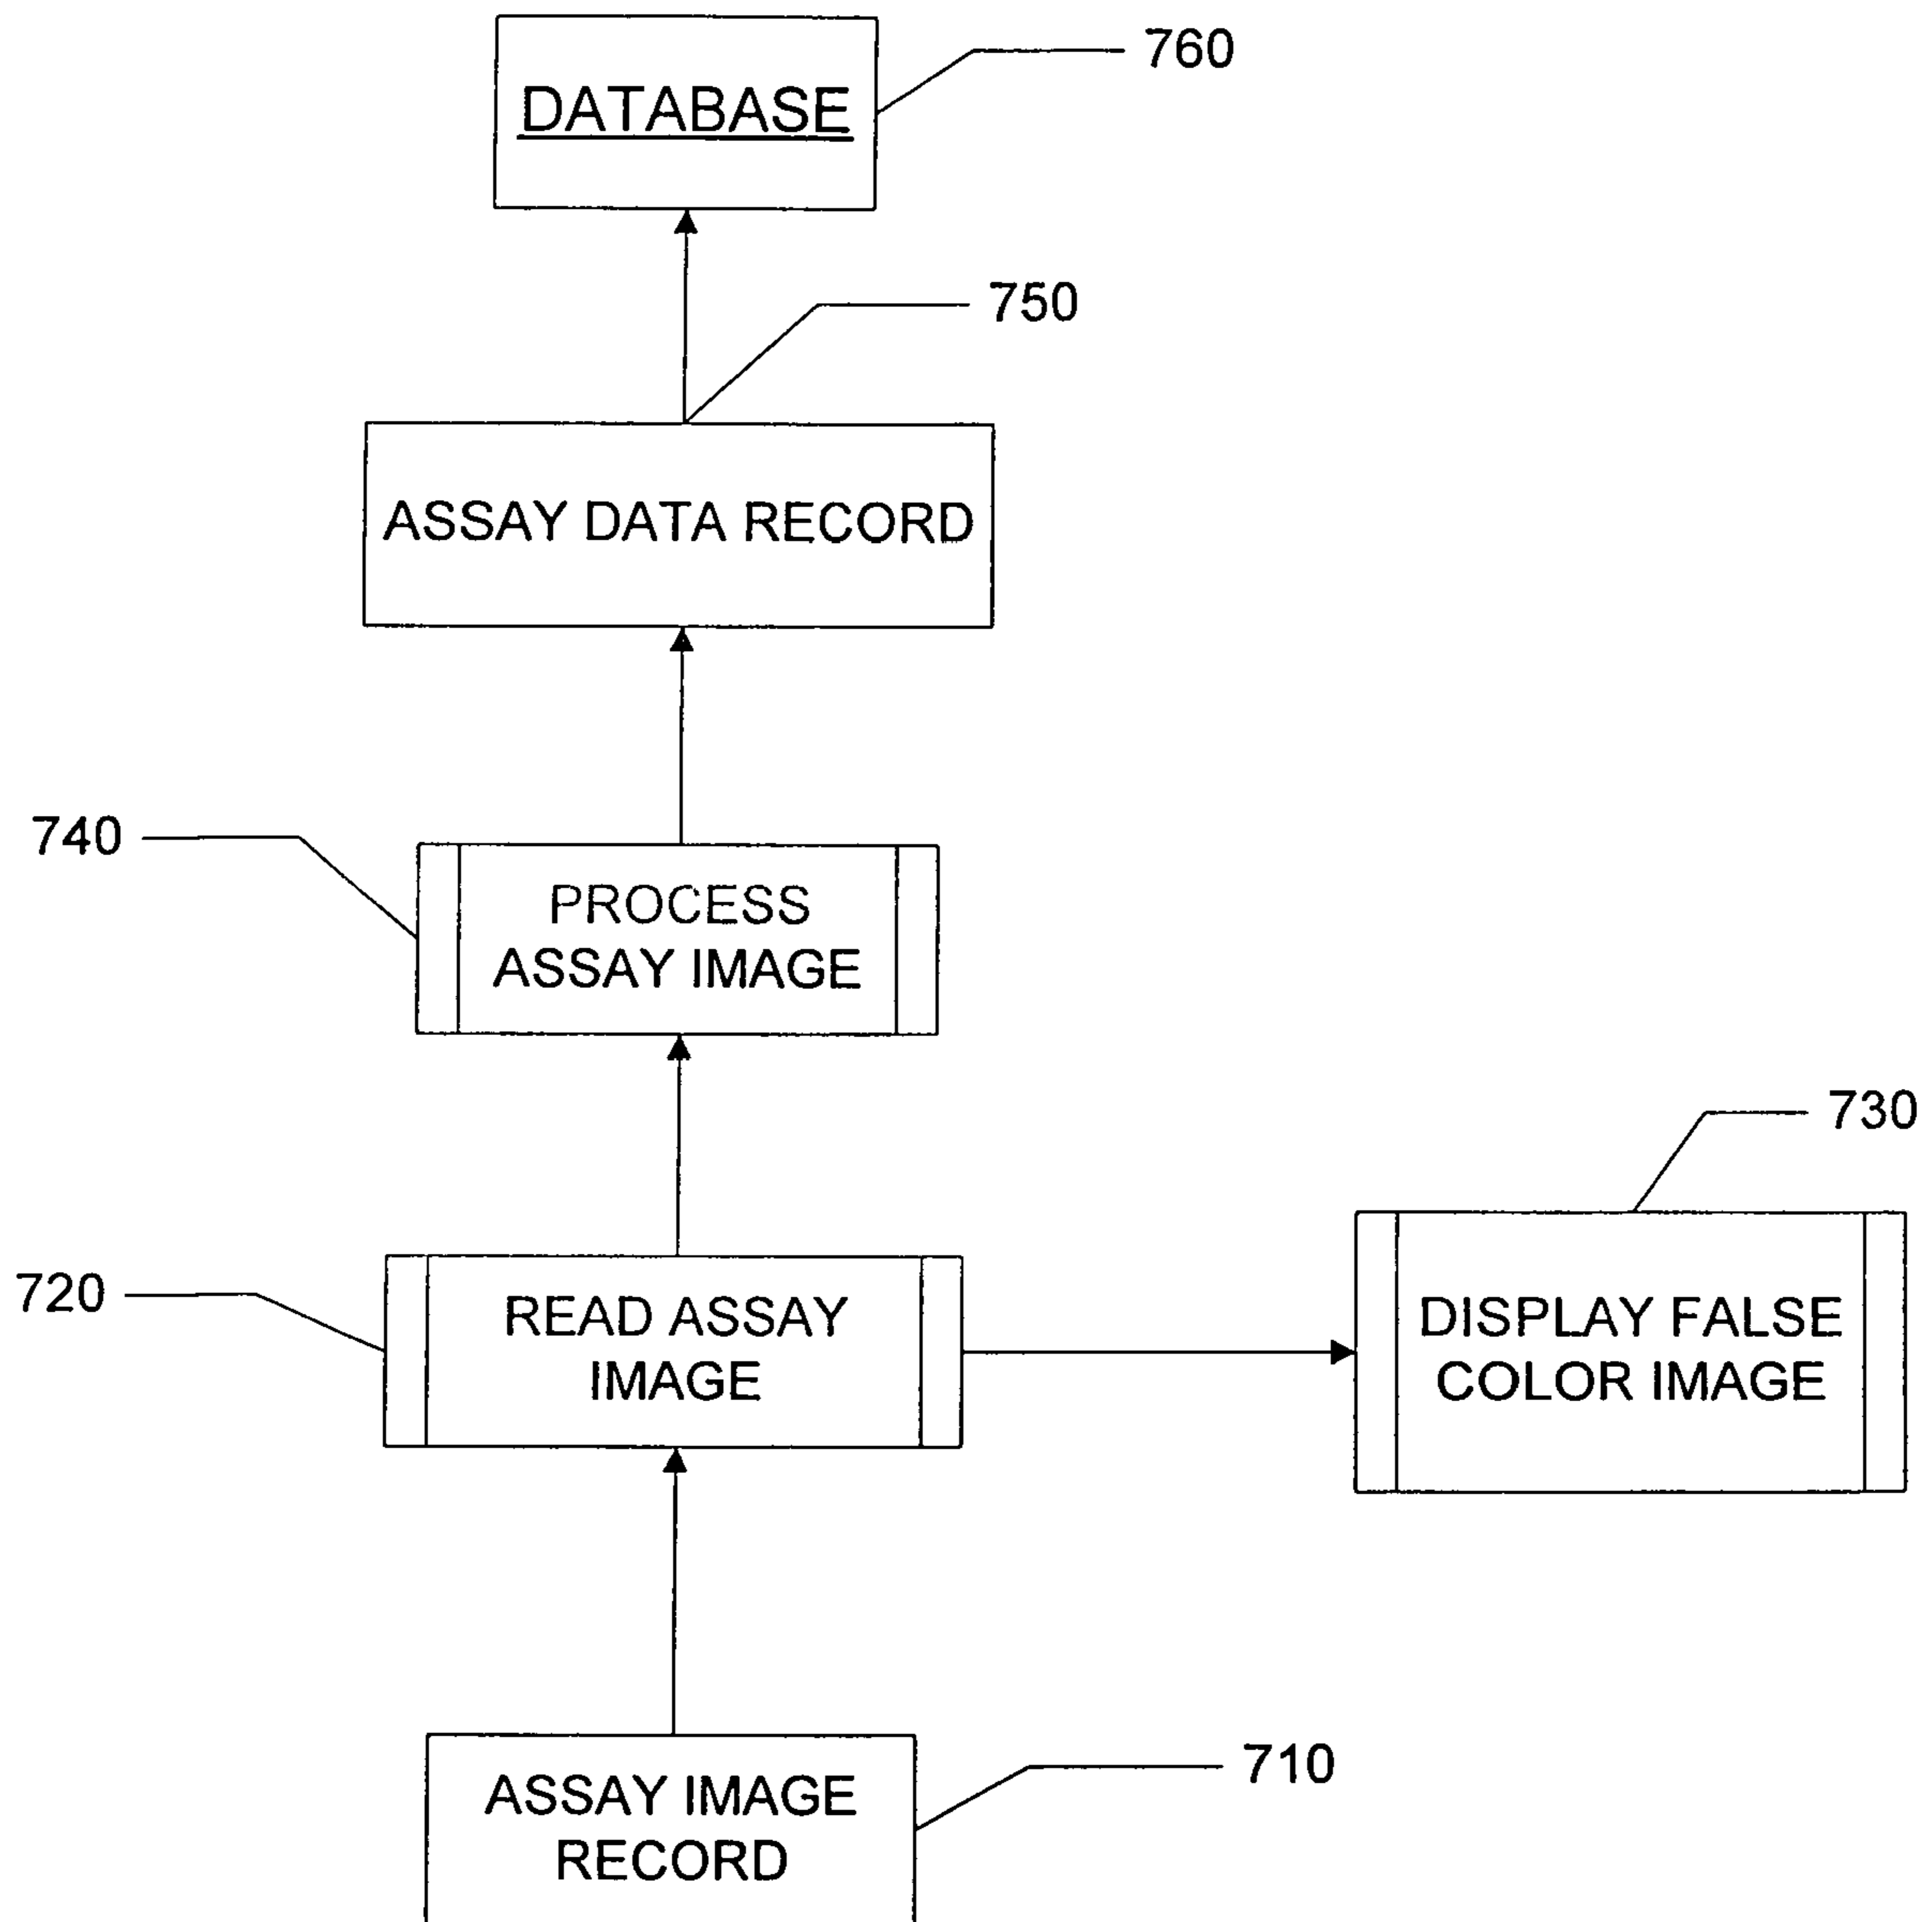 760
DATABASE
750
ASSAY DATA RECORD
740
PROCESS
ASSAY IMAGE
730
720
READ ASSAY
IMAGE
DISPLAY FALSE
COLOR IMAGE
710
ASSAY IMAGE
RECORD